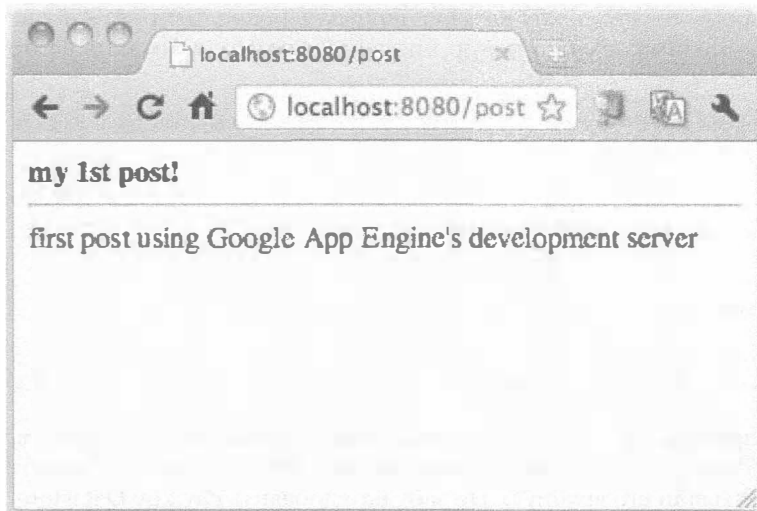 localhost:8080/post
localhost:8080/post
my 1st post!
first post using Google App Engine's development server